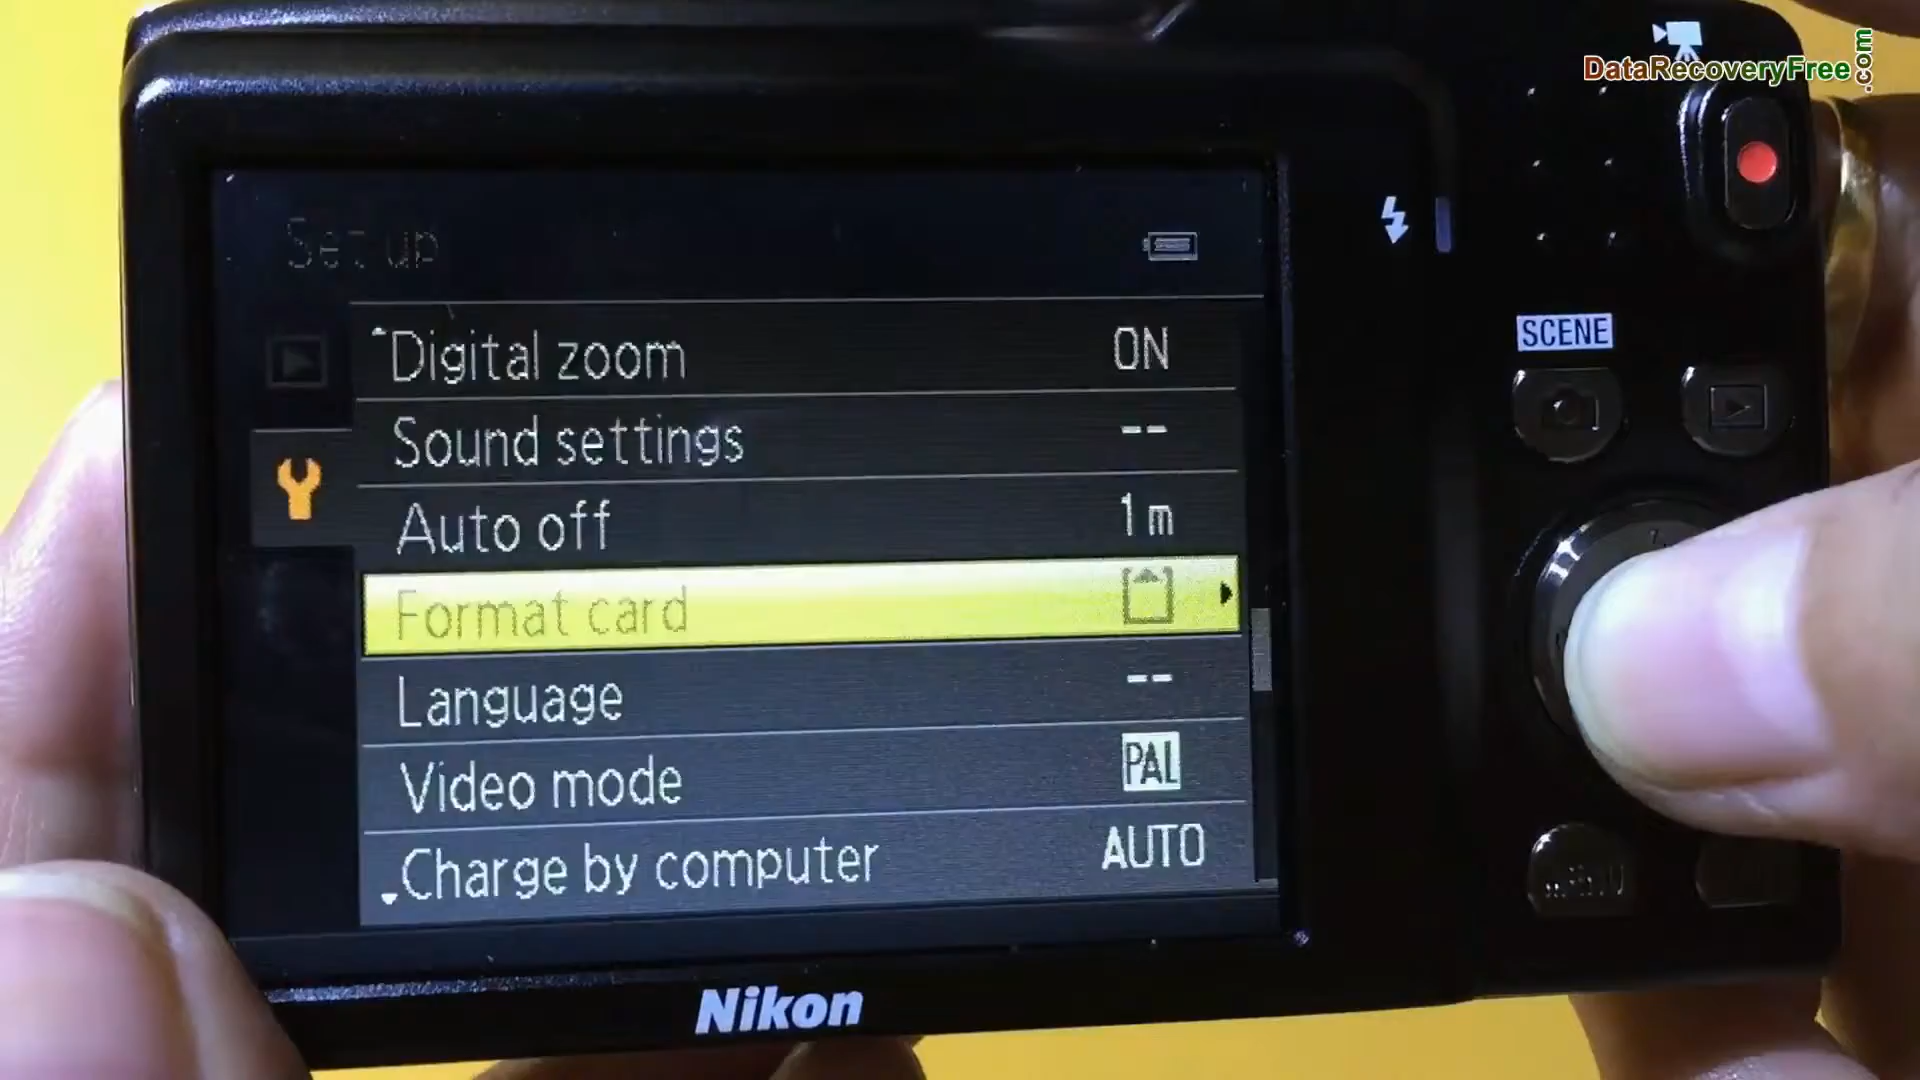 DataRecoveryFree.com
Set up
Digital zoom ON
Sound settings --
Auto off 1m
Format card
Language --
Video mode PAL
Charge by computer AUTO
SCENE
Nikon